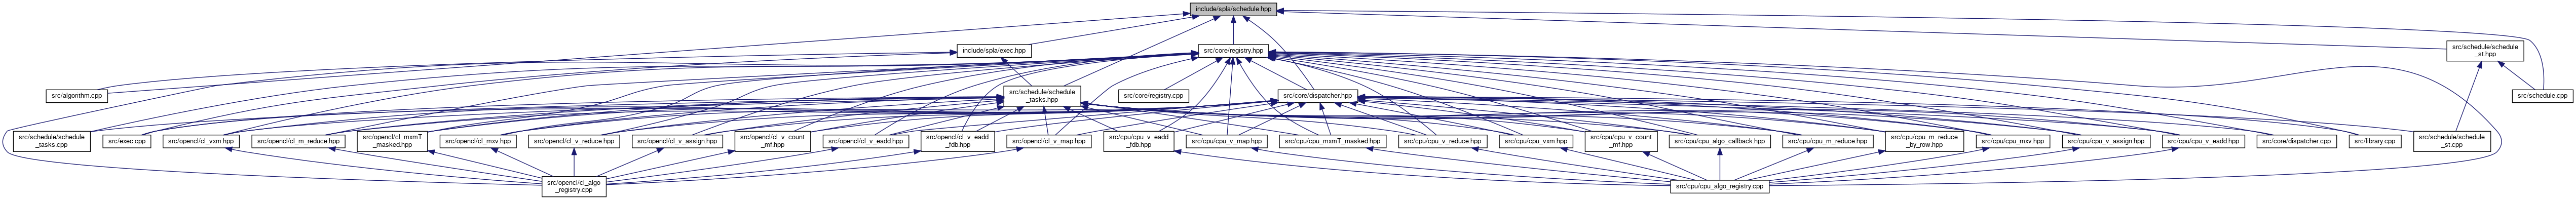 include/spla/schedule.hpp
include/spla/exec.hpp
src/core/registry.hpp
src/schedule/schedule
_st.hpp
src/algorithm.cpp
src/schedule/schedule
_tasks.hpp
src/core/registry.cpp
src/core/dispatcher.hpp
src/schedule.cpp
src/schedule/schedule
_tasks.cpp
src/exec.cpp
src/opencl/cl_vxm.hpp
src/opencl/cl_m_reduce.hpp
src/opencl/cl_mxmT
_masked.hpp
src/opencl/cl_mxv.hpp
src/opencl/cl_v_reduce.hpp
src/opencl/cl_v_assign.hpp
src/opencl/cl_v_count
_mf.hpp
src/opencl/cl_v_eadd.hpp
src/opencl/cl_v_eadd
_fdb.hpp
src/opencl/cl_v_map.hpp
src/cpu/cpu_v_eadd
_fdb.hpp
src/cpu/cpu_v_map.hpp
src/cpu/cpu_mxmT_masked.hpp
src/cpu/cpu_v_reduce.hpp
src/cpu/cpu_vxm.hpp
src/cpu/cpu_v_count
_mf.hpp
src/cpu/cpu_algo_callback.hpp
src/cpu/cpu_m_reduce.hpp
src/cpu/cpu_m_reduce
_by_row.hpp
src/cpu/cpu_mxv.hpp
src/cpu/cpu_v_assign.hpp
src/cpu/cpu_v_eadd.hpp
src/core/dispatcher.cpp
src/library.cpp
src/schedule/schedule
_st.cpp
src/opencl/cl_algo
_registry.cpp
src/cpu/cpu_algo_registry.cpp